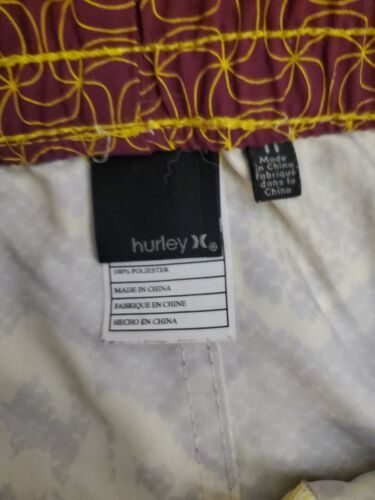 hurley
100% POLIESTER
MADE IN CHINA
FABRIQUE EN CHINE
HECHO EN CHINA
Made
in China
Fabriqué
dans la
Chine